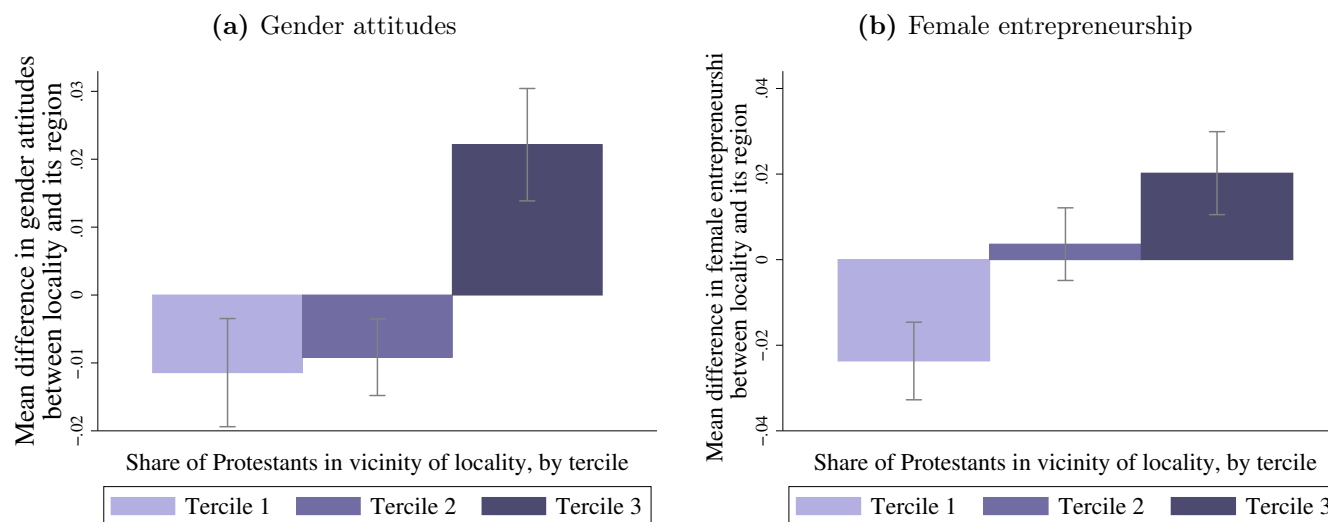 (a) Gender attitudes
Mean difference in gender attitudes
between locality and its region
.03
.02
.01
0
-.01
-.02
Share of Protestants in vicinity of locality, by tercile
Tercile 1 Tercile 2 Tercile 3
(b) Female entrepreneurship
Mean difference in female entrepreneurshi
between locality and its region
.04
.02
0
-.02
-.04
Share of Protestants in vicinity of locality, by tercile
Tercile 1 Tercile 2 Tercile 3